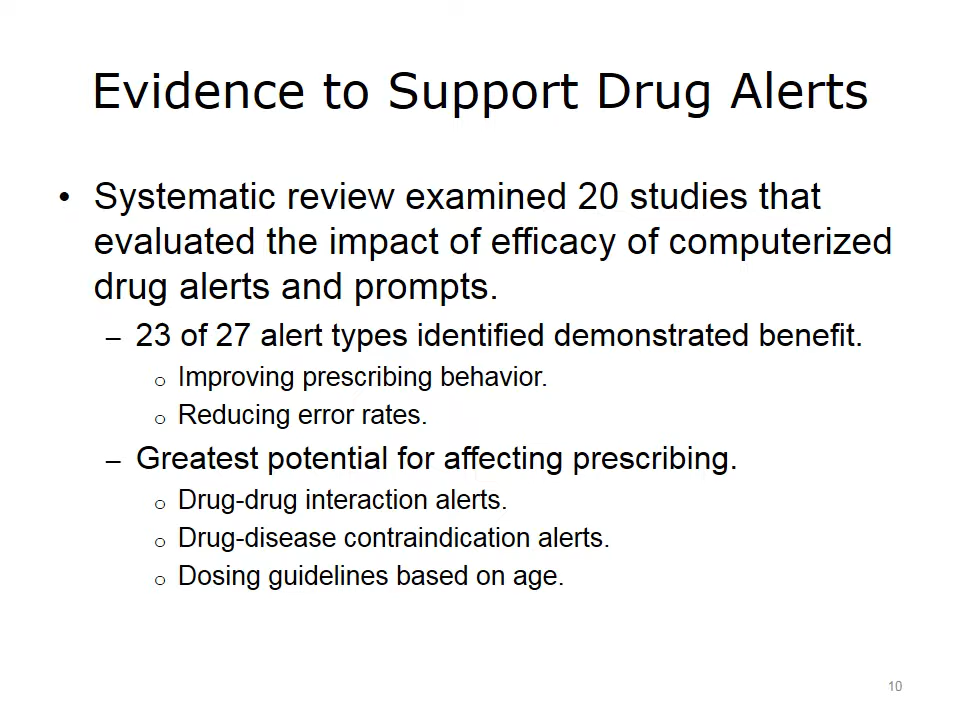 Evidence to Support Drug Alerts
• Systematic review examined 20 studies that
evaluated the impact of efficacy of computerized
drug alerts and prompts.
– 23 of 27 alert types identified demonstrated benefit.
o Improving prescribing behavior.
o Reducing error rates.
– Greatest potential for affecting prescribing.
o Drug-drug interaction alerts.
o Drug-disease contraindication alerts.
o Dosing guidelines based on age.
10